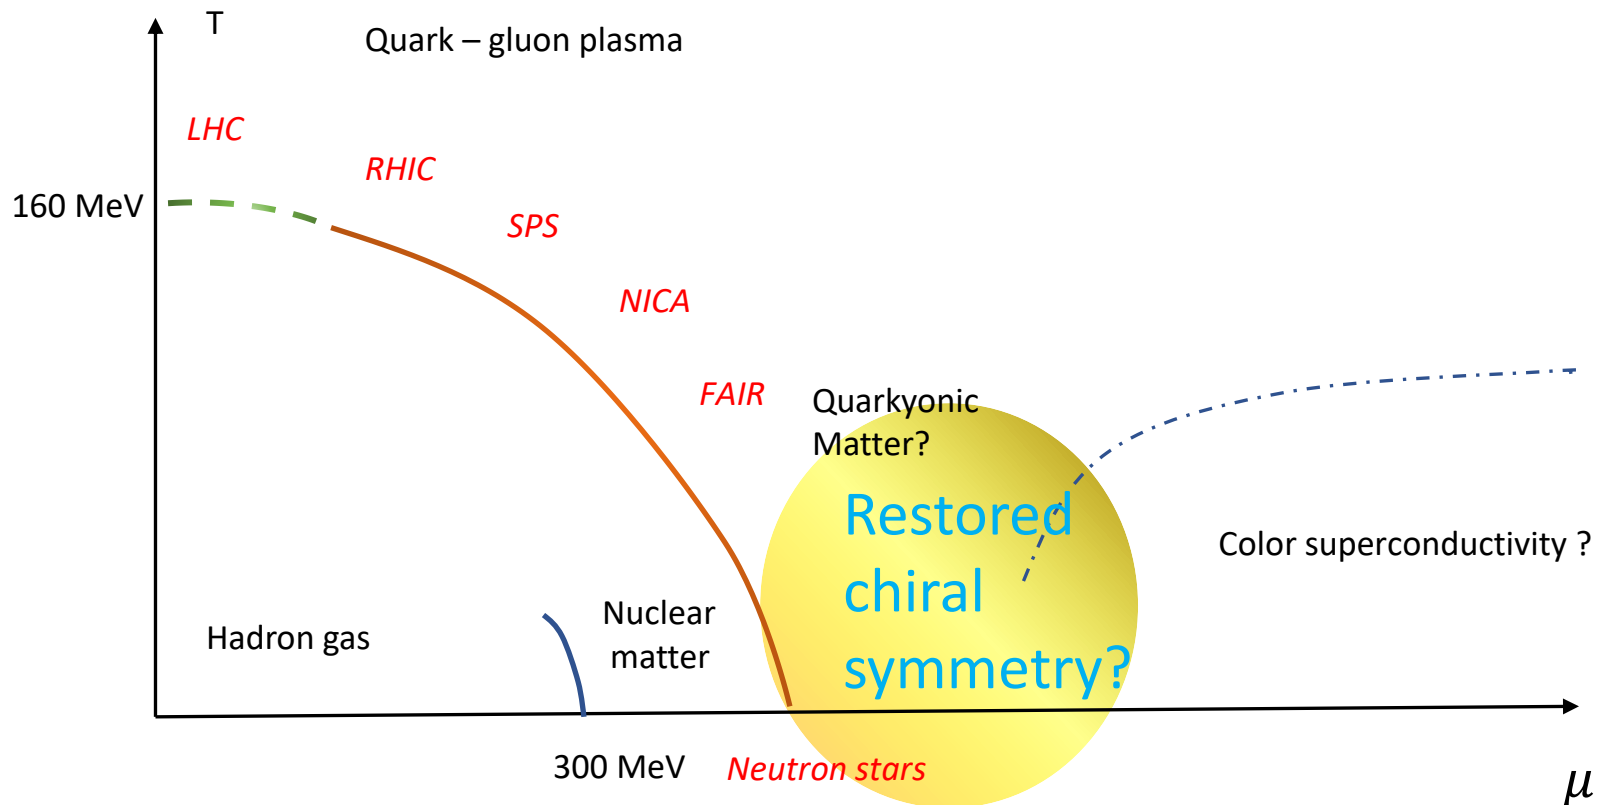 T
Quark – gluon plasma
LHC
RHIC
160 MeV
SPS
NICA
FAIR
Quarkyonic
Matter?
Restored
chiral
symmetry?
Color superconductivity ?
Nuclear
matter
Hadron gas
300 MeV
Neutron stars
μ